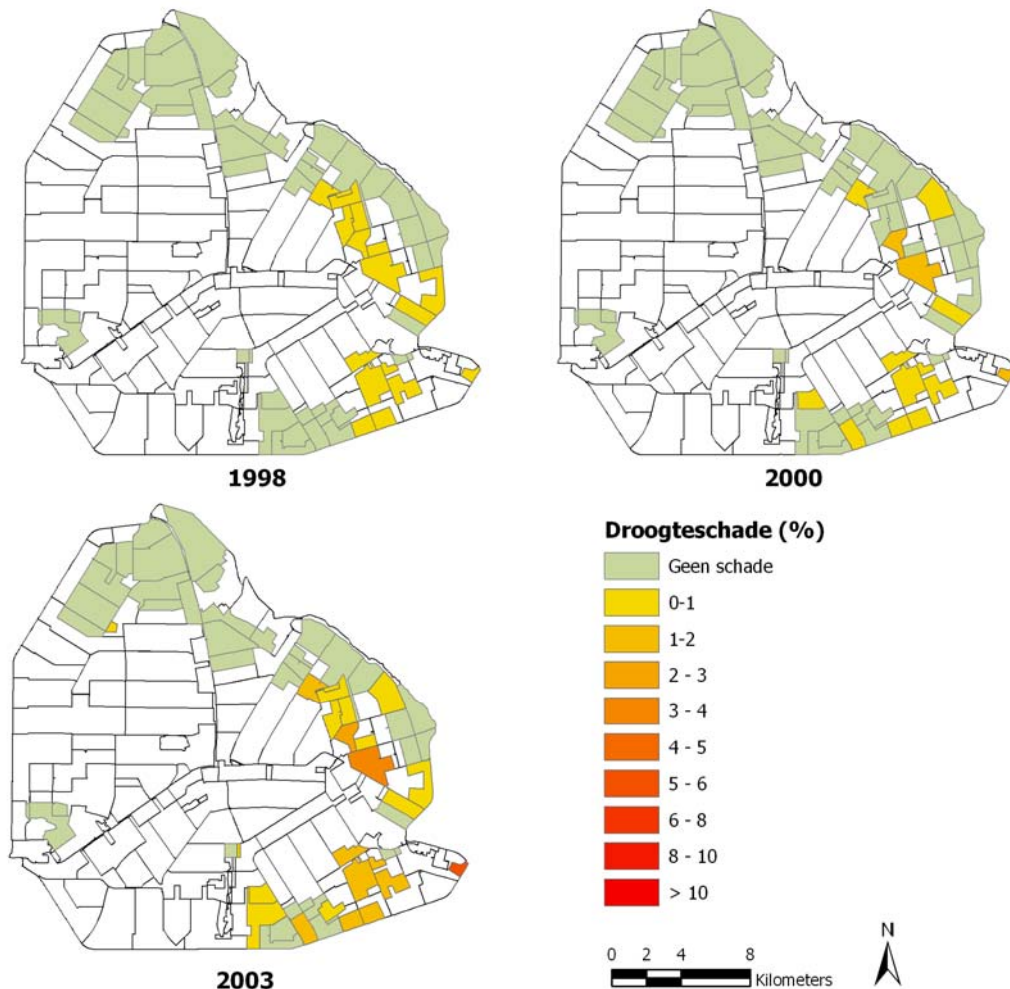 1998
2000
2003
Droogteschade (%)
Geen schade
0-1
1-2
2 - 3
3 - 4
4 - 5
5 - 6
6 - 8
8 - 10
> 10
0 2 4 8
Kilometers
N